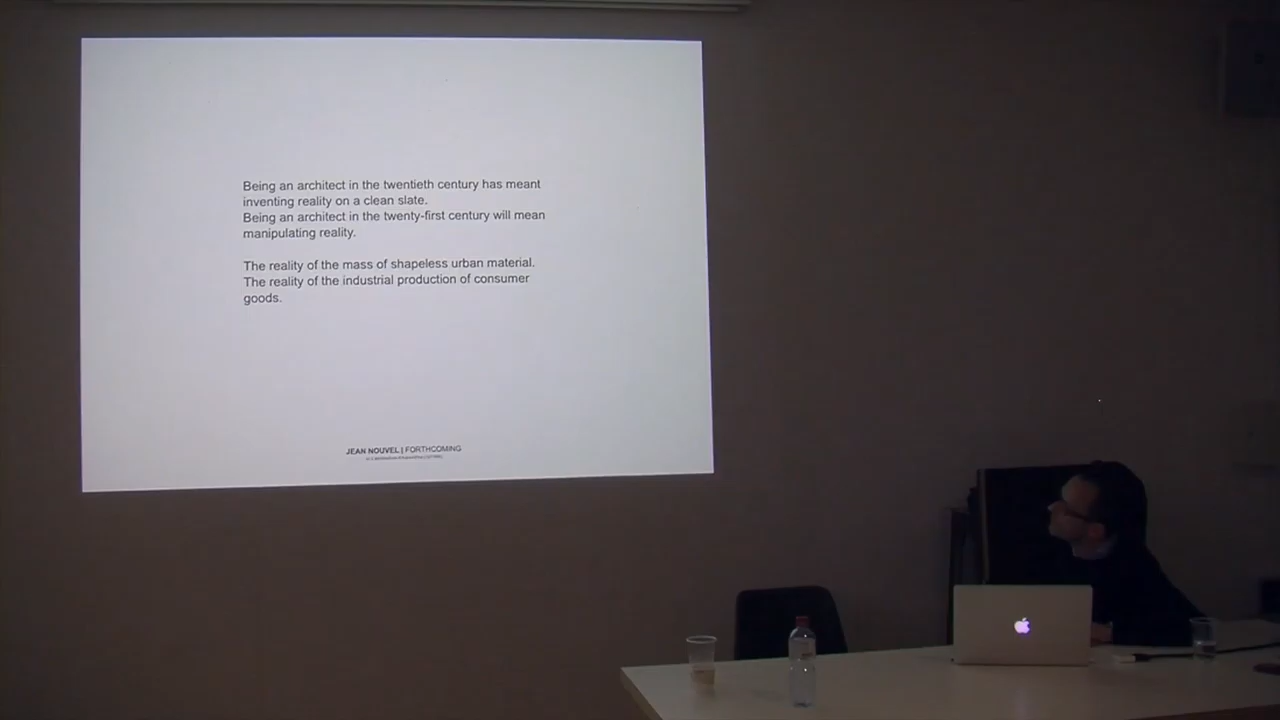 Being an architect in the twentieth century has meant
inventing reality on a clean slate.
Being an architect in the twenty-first century will mean
manipulating reality.
The reality of the mass of shapeless urban material.
The reality of the industrial production of consumer
goods.
JEAN NOUVEL | FORTHCOMING